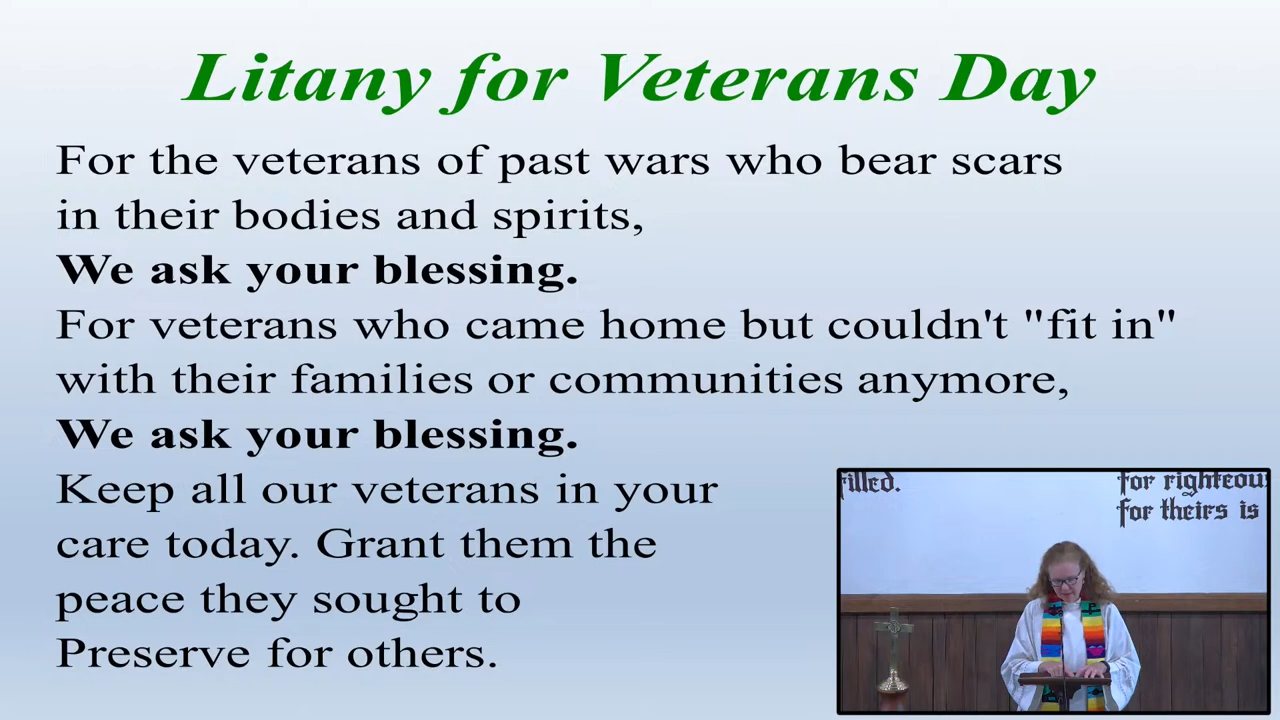 Litany for Veterans Day
For the veterans of past wars who bear scars
in their bodies and spirits,
We ask your blessing.
For veterans who came home but couldn't "fit in"
with their families or communities anymore,
We ask your blessing.
Keep all our veterans in your
care today. Grant them the
peace they sought to
Preserve for others.
filled.
for righteou
for theirs is